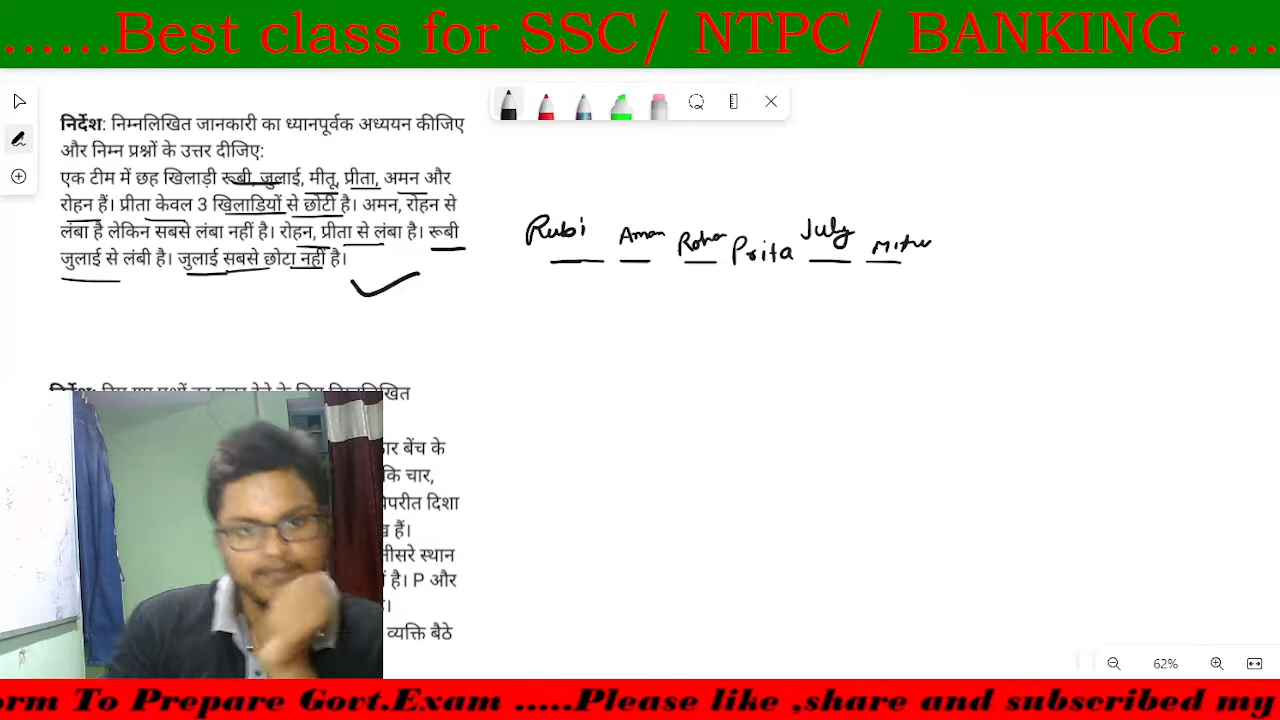 ......Best class for SSC/ NTPC/ BANKING ....
निर्देश: निम्नलिखित जानकारी का ध्यानपूर्वक अध्ययन कीजिए
और निम्न प्रश्नों के उत्तर दीजिए:
एक टीम में छह खिलाड़ी रूबी, जुलाई, मीतू, प्रीता, अमन और
रोहन हैं। प्रीता केवल 3 खिलाडियों से छोटी है। अमन, रोहन से
लंबा है लेकिन सबसे लंबा नहीं है। रोहन, प्रीता से लंबा है। रूबी
जुलाई से लंबी है। जुलाई सबसे छोटा नहीं है।
Rubi Aman Rohan Prita July Mitu
निर्देश:
बेंच के
कि चार,
दिशा
हैं।
तीसरे स्थान
है। P और
व्यक्ति बैठे
62%
orm To Prepare Govt.Exam .....Please like ,share and subscribed my